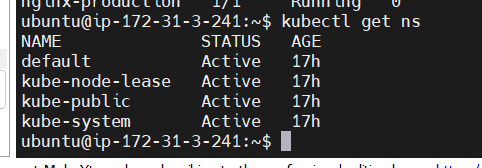 nginx-production 1/1 Running 0
ubuntu@ip-172-31-3-241:~$ kubectl get ns
NAME STATUS AGE
default Active 17h
kube-node-lease Active 17h
kube-public Active 17h
kube-system Active 17h
ubuntu@ip-172-31-3-241:~$